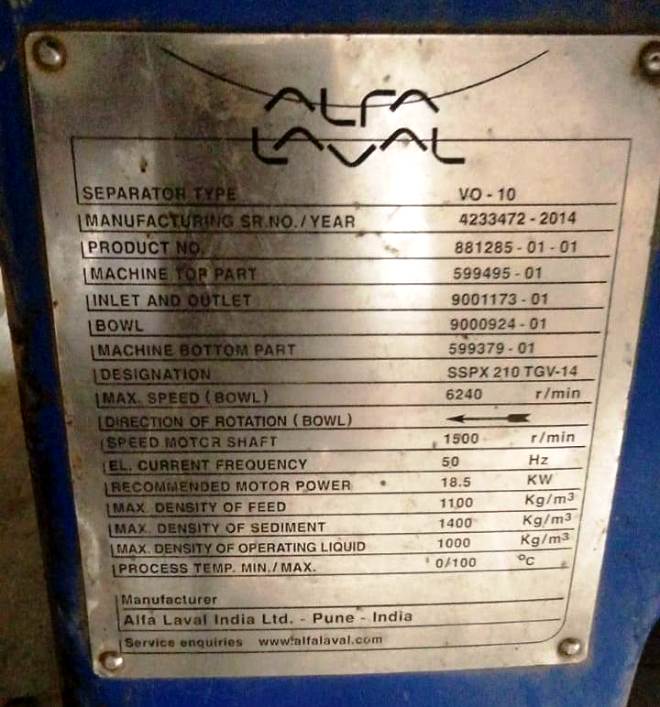 ALFA
LAVAL
SEPARATOR TYPE VO - 10
MANUFACTURING SR.NO. / YEAR 4233472 - 2014
PRODUCT NO. 881285 - 01 - 01
MACHINE TOP PART 599495 - 01
INLET AND OUTLET 9001173 - 01
BOWL 9000924 - 01
MACHINE BOTTOM PART 599379 - 01
DESIGNATION SSPX 210 TGV-14
MAX. SPEED ( BOWL ) 6240 r/min
DIRECTION OF ROTATION ( BOWL )
SPEED MOTOR SHAFT 1500 r/min
EL. CURRENT FREQUENCY 50 Hz
RECOMMENDED MOTOR POWER 18.5 KW
MAX. DENSITY OF FEED 1100 Kg/m³
MAX. DENSITY OF SEDIMENT 1400 Kg/m³
MAX. DENSITY OF OPERATING LIQUID 1000 Kg/m³
PROCESS TEMP. MIN. / MAX. 0/100 °C
Manufacturer
Alfa Laval India Ltd. - Pune - India
Service enquiries www.alfalaval.com